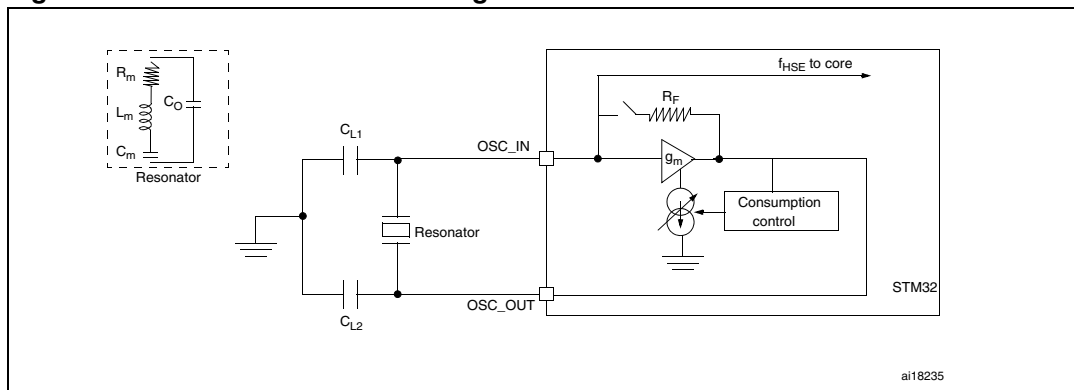 R_m
L_m
C_O
C_m
Resonator
C_L1
C_L2
Resonator
OSC_IN
OSC_OUT
f_HSE to core
R_F
g_m
Consumption
control
STM32
ai18235